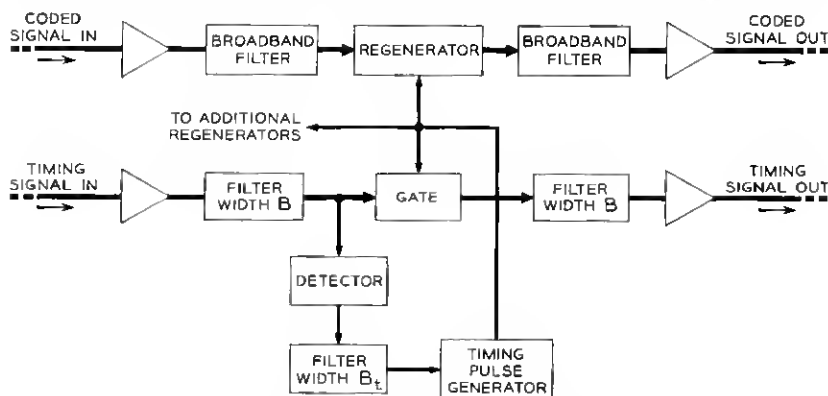 CODED
SIGNAL IN
BROADBAND
FILTER
REGENERATOR
BROADBAND
FILTER
CODED
SIGNAL OUT
TO ADDITIONAL
REGENERATORS
TIMING
SIGNAL IN
FILTER
WIDTH B
GATE
FILTER
WIDTH B
TIMING
SIGNAL OUT
DETECTOR
FILTER
WIDTH Bt
TIMING
PULSE
GENERATOR